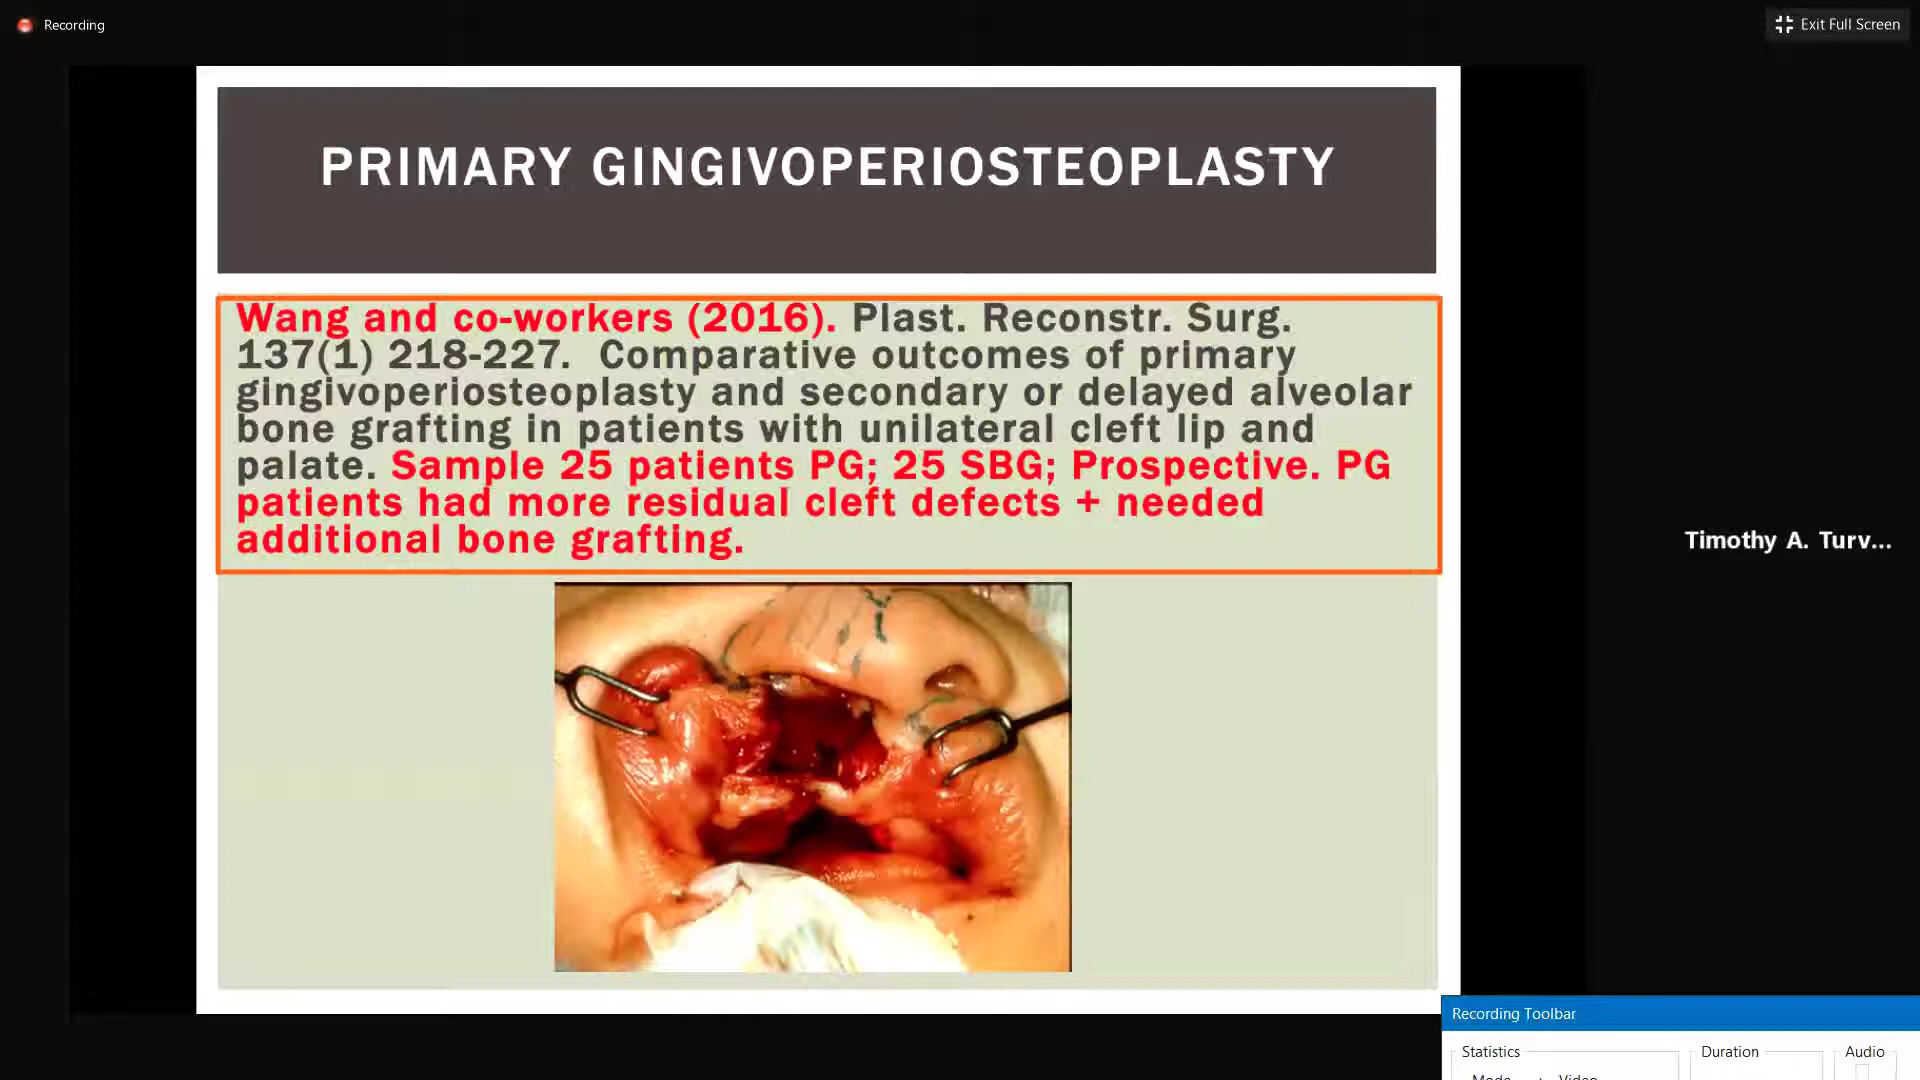 Recording
Exit Full Screen
PRIMARY GINGIVOPERIOSTEOPLASTY
Wang and co-workers (2016). Plast. Reconstr. Surg.
137(1) 218-227. Comparative outcomes of primary
gingivoperiosteoplasty and secondary or delayed alveolar
bone grafting in patients with unilateral cleft lip and
palate. Sample 25 patients PG; 25 SBG; Prospective. PG
patients had more residual cleft defects + needed
additional bone grafting.
Timothy A. Turv...
Recording Toolbar
Statistics
Duration
Audio